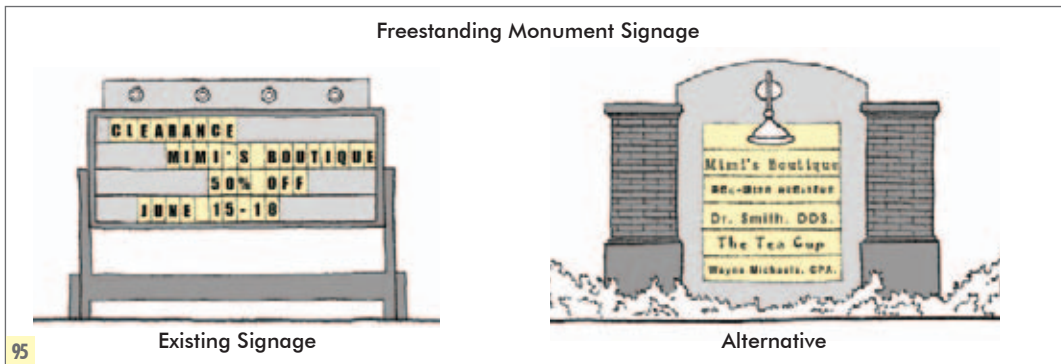 Freestanding Monument Signage
CLEARANCE
MIMI'S BOUTIQUE
50% OFF
JUNE 15-18
Existing Signage
Mimi's Boutique
Dr. Smith, DDS.
The Tea Cup
Wayne Michaels, CPA.
Alternative
95